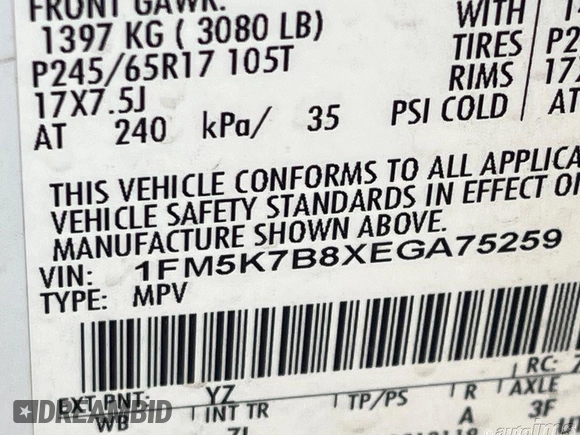 FRONT GAWR:
1397 KG ( 3080 LB)
P245/65R17 105T
17X7.5J
AT 240 kPa/ 35 PSI COLD
WITH
TIRES
RIMS
AT
THIS VEHICLE CONFORMS TO ALL
VEHICLE SAFETY STANDARDS IN EFFECT
MANUFACTURE SHOWN ABOVE.
VIN: 1FM5K7B8XEGA75259
TYPE: MPV
EXT PNT: YZ RC:
WB INT TR TP/PS R AXLE
A 3F
DREAMBID